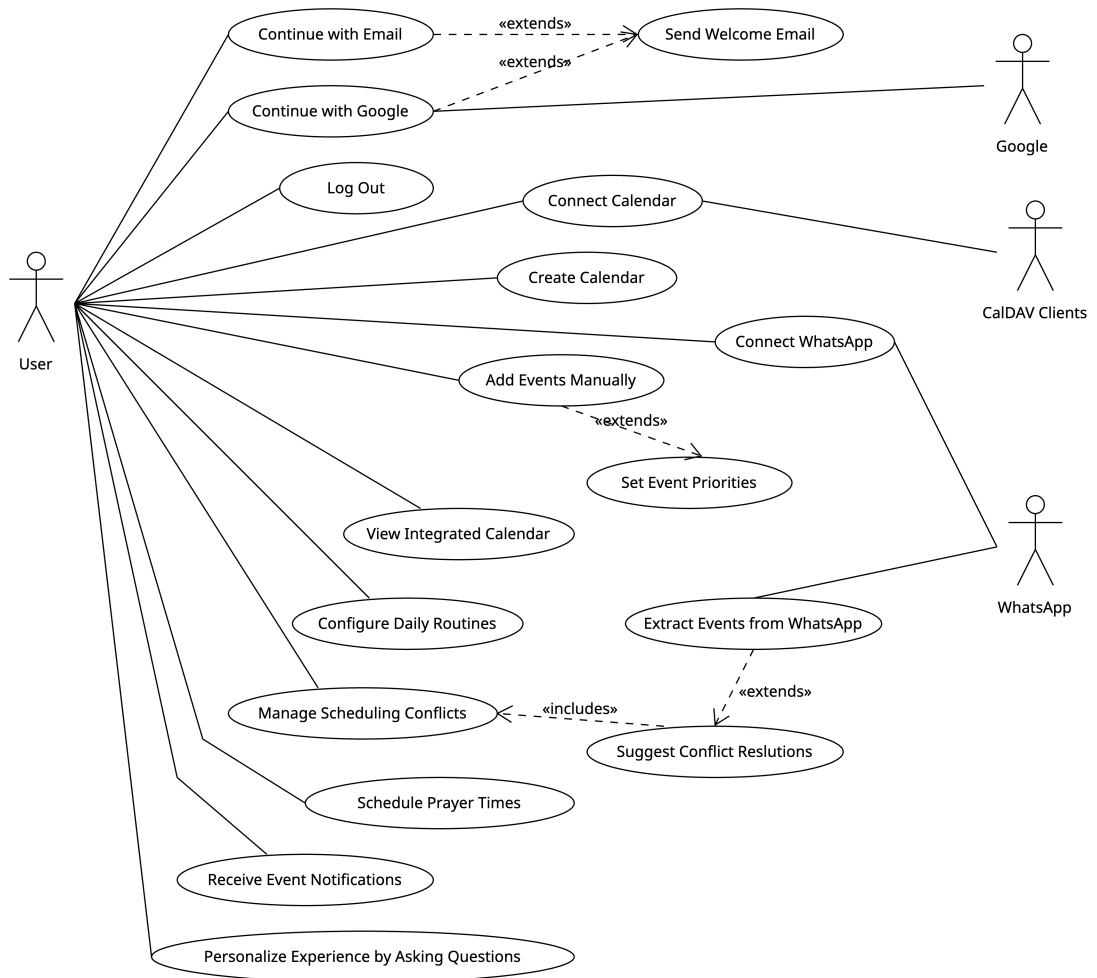 Continue with Email
«extends»
Send Welcome Email
«extends»
Continue with Google
Google
Log Out
Connect Calendar
Create Calendar
CalDAV Clients
Connect WhatsApp
User
Add Events Manually
«extends»
Set Event Priorities
View Integrated Calendar
WhatsApp
Configure Daily Routines
Extract Events from WhatsApp
«extends»
Manage Scheduling Conflicts
«includes»
Suggest Conflict Reslutions
Schedule Prayer Times
Receive Event Notifications
Personalize Experience by Asking Questions